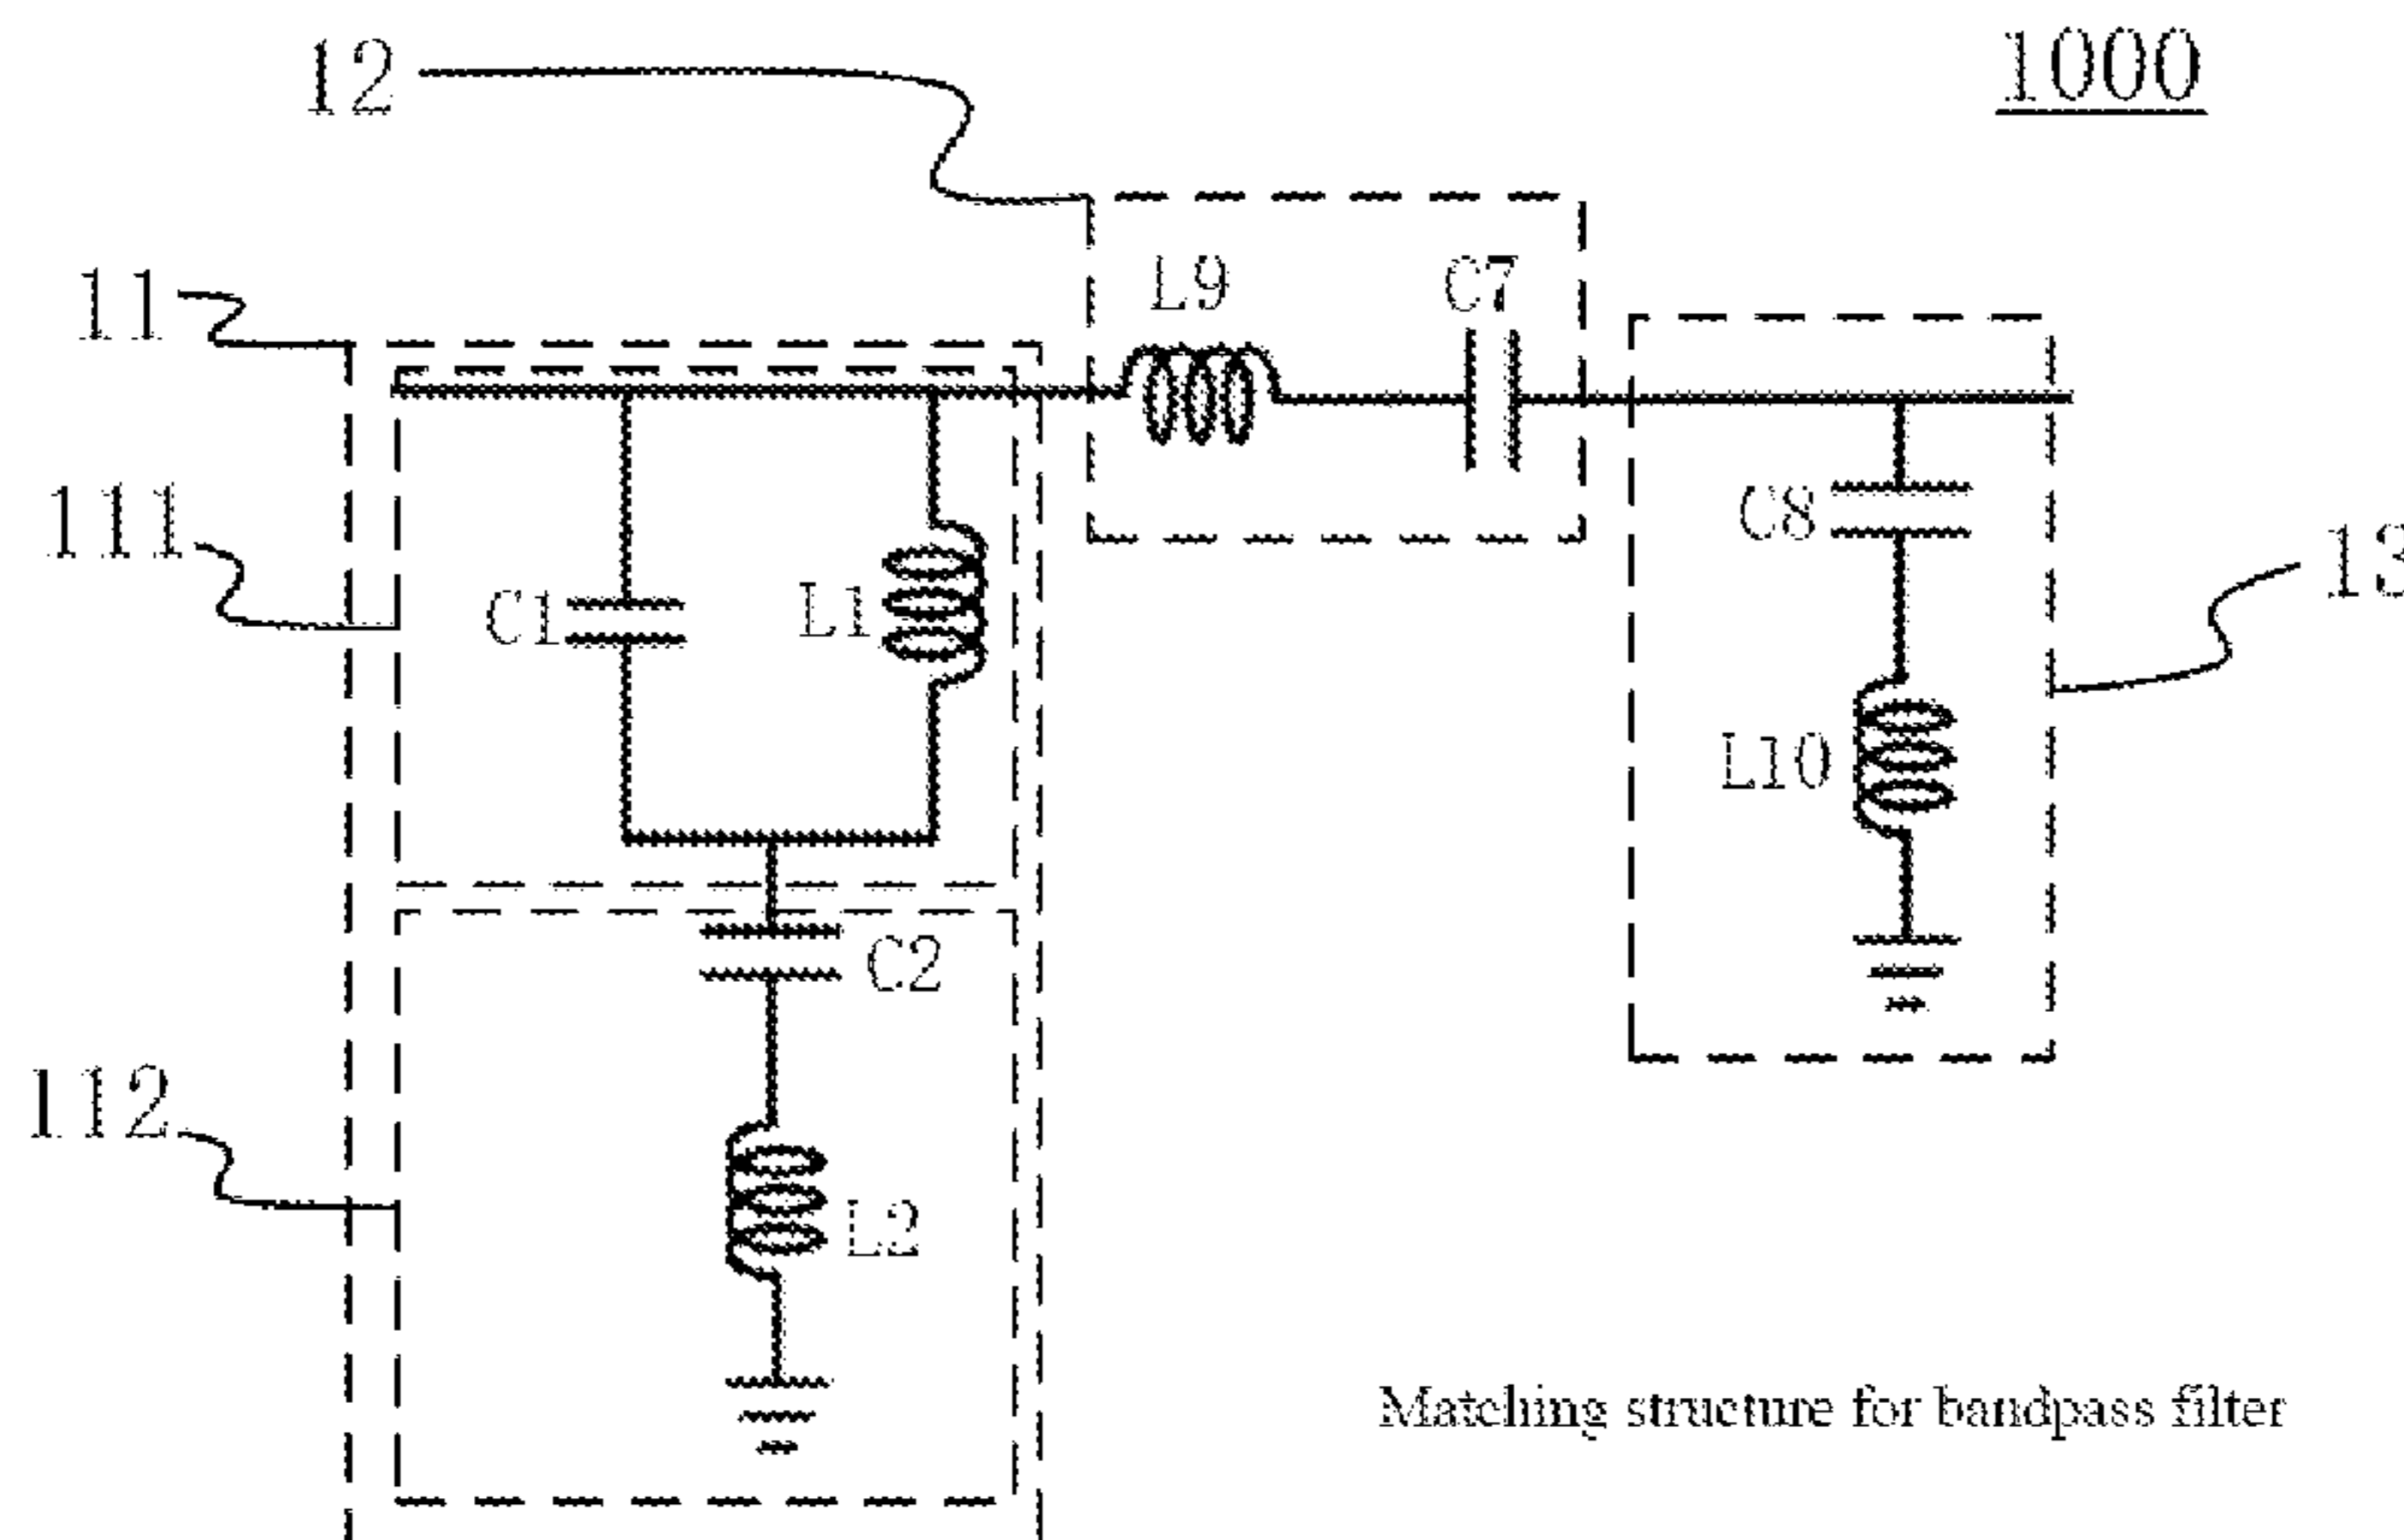 12
1000
11
L9
C7
111
C8
13
C1
L1
L10
C2
112
L2
Matching structure for bandpass filter